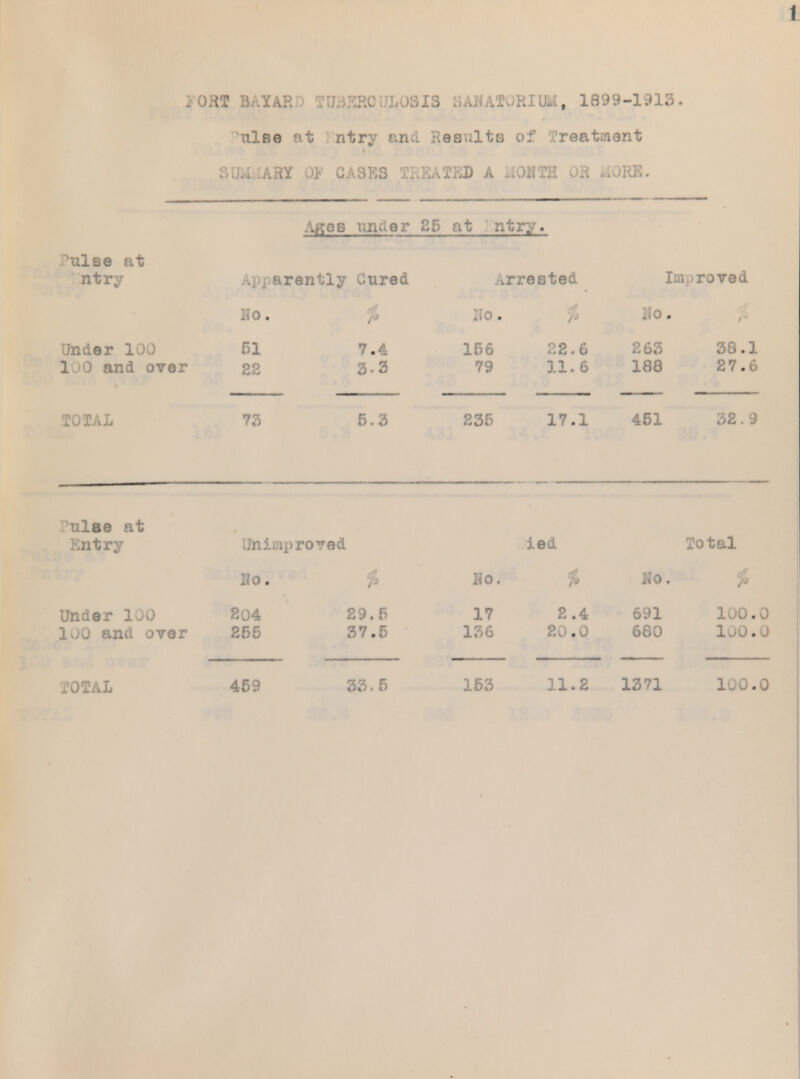 1
FORT BAYARD TUBERCULOSIS SANATORIUM, 1899-1913.
Pulse at Entry and Results of Treatment
SUMMARY OF CASES TREATED A MONTH OR MORE.
Ages under 25 at Entry.
Pulse at
Entry Apparently Cured Arrested Improved
No. % No. % No. %
Under 100 51 7.4 156 22.6 263 38.1
100 and over 22 3.3 79 11.6 188 27.6
TOTAL 73 5.3 235 17.1 451 32.9
Pulse at
Entry Unimproved Died Total
No. % No. % No. %
Under 100 204 29.5 17 2.4 691 100.0
100 and over 255 37.5 136 20.0 680 100.0
TOTAL 459 33.5 153 11.2 1371 100.0